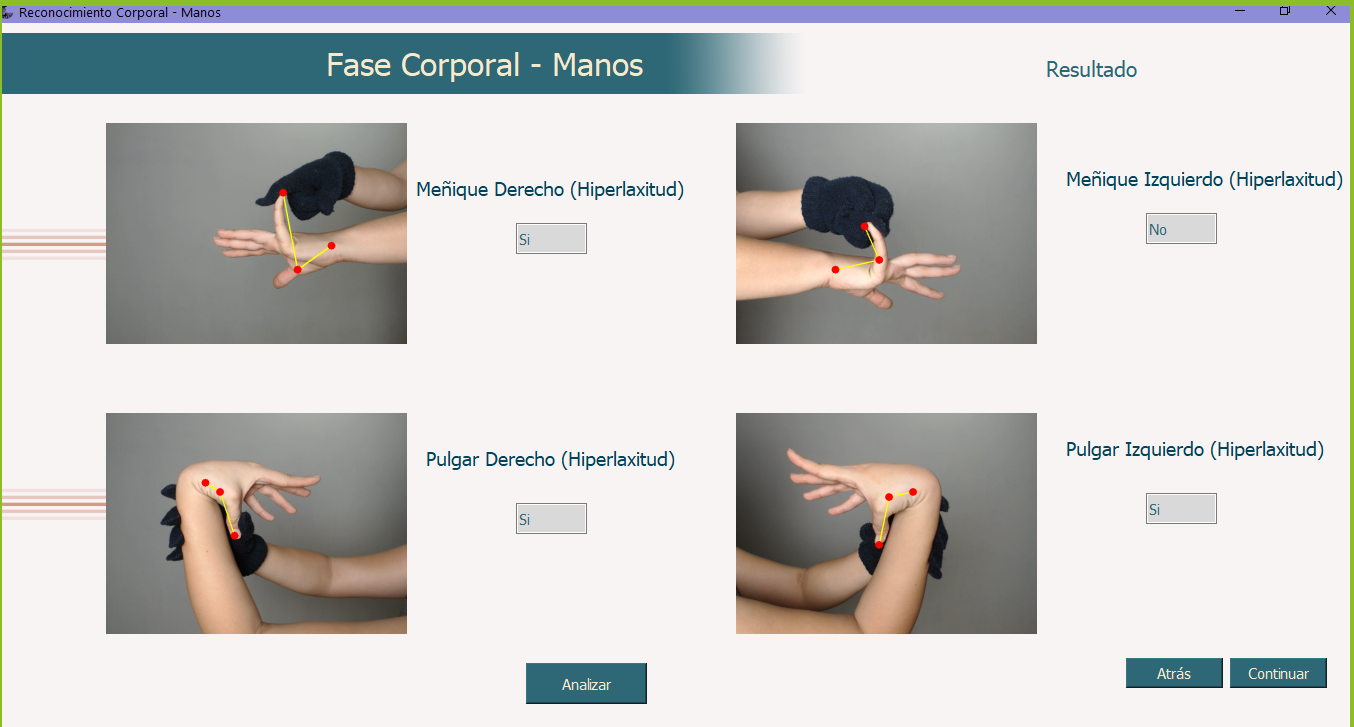 Reconocimiento Corporal - Manos
Fase Corporal - Manos
Resultado
Meñique Derecho (Hiperlaxitud)
Si
Meñique Izquierdo (Hiperlaxitud)
No
Pulgar Derecho (Hiperlaxitud)
Si
Pulgar Izquierdo (Hiperlaxitud)
Si
Analizar
Atrás
Continuar